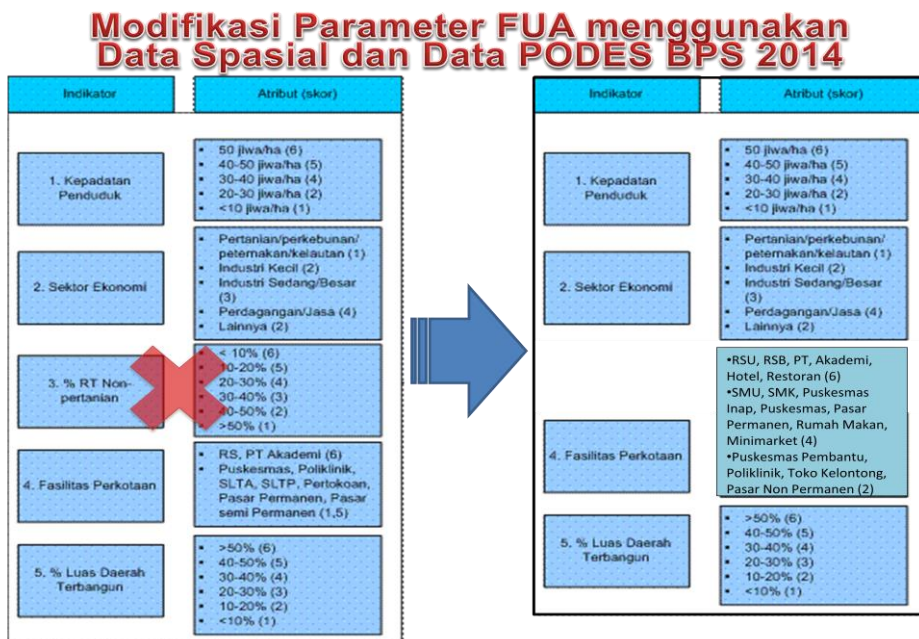 Modifikasi Parameter FUA menggunakan
Data Spasial dan Data PODES BPS 2014
Indikator
Atribut (skor)
1. Kepadatan
Penduduk
50 jiwa/ha (6)
40-50 jiwa/ha (5)
30-40 jiwa/ha (4)
20-30 jiwa/ha (2)
<10 jiwa/ha (1)
2. Sektor Ekonomi
Pertanian/perkebunan/
peternakan/kelautan (1)
Industri Kecil (2)
Industri Sedang/Besar
(3)
Perdagangan/Jasa (4)
Lainnya (2)
3. % RT Non-
pertanian
< 10% (6)
10-20% (5)
20-30% (4)
30-40% (3)
40-50% (2)
>50% (1)
4. Fasilitas Perkotaan
RS, PT Akademi (6)
Puskesmas, Poliklinik,
SLTA, SLTP, Pertokoan,
Pasar Permanen, Pasar
semi Permanen (1,5)
5. % Luas Daerah
Terbangun
>50% (6)
40-50% (5)
30-40% (4)
20-30% (3)
10-20% (2)
<10% (1)
Indikator
Atribut (skor)
1. Kepadatan
Penduduk
50 jiwa/ha (6)
40-50 jiwa/ha (5)
30-40 jiwa/ha (4)
20-30 jiwa/ha (2)
<10 jiwa/ha (1)
2. Sektor Ekonomi
Pertanian/perkebunan/
peternakan/kelautan (1)
Industri Kecil (2)
Industri Sedang/Besar
(3)
Perdagangan/Jasa (4)
Lainnya (2)
4. Fasilitas Perkotaan
•RSU, RSB, PT, Akademi,
Hotel, Restoran (6)
•SMU, SMK, Puskesmas
Inap, Puskesmas, Pasar
Permanen, Rumah Makan,
Minimarket (4)
•Puskesmas Pembantu,
Poliklinik, Toko Kelontong,
Pasar Non Permanen (2)
5. % Luas Daerah
Terbangun
>50% (6)
40-50% (5)
30-40% (4)
20-30% (3)
10-20% (2)
<10% (1)